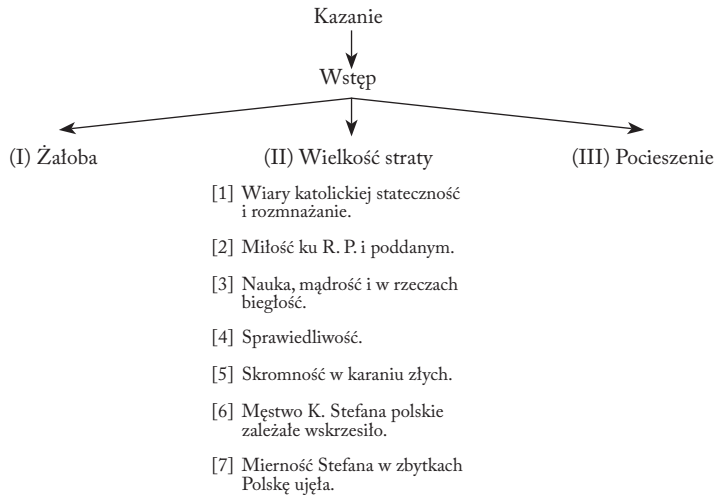 Kazanie
Wstęp
(I) Żałoba
(II) Wielkość straty
(III) Pocieszenie
[1] Wiary katolickiej stateczność
i rozmnażanie.
[2] Miłość ku R. P. i poddanym.
[3] Nauka, mądrość i w rzeczach
biegłość.
[4] Sprawiedliwość.
[5] Skromność w karaniu złych.
[6] Męstwo K. Stefana polskie
zależałe wskrzesiło.
[7] Mierność Stefana w zbytkach
Polskę ujęła.